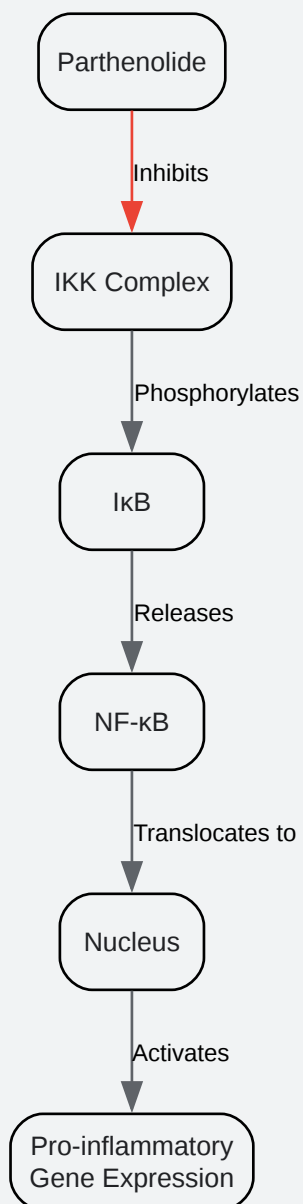 Parthenolide
Inhibits
IKK Complex
Phosphorylates
IκB
Releases
NF-κB
Translocates to
Nucleus
Activates
Pro-inflammatory
Gene Expression